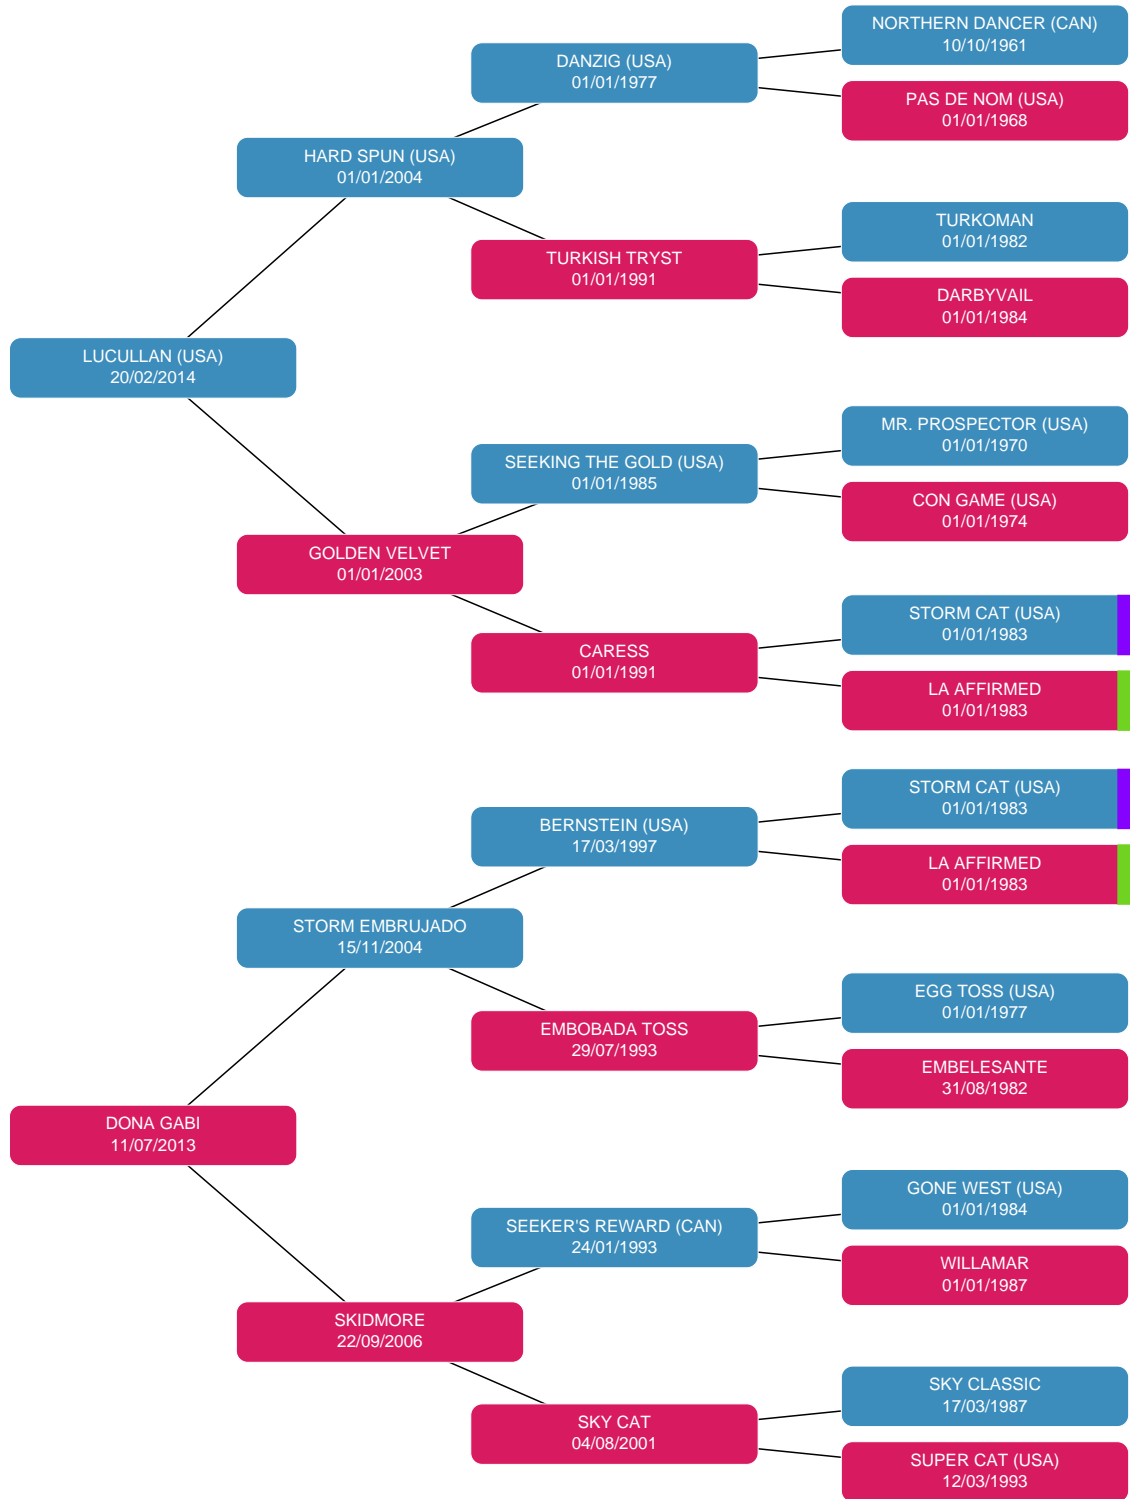 NORTHERN DANCER (CAN)
10/10/1961
DANZIG (USA)
01/01/1977
PAS DE NOM (USA)
01/01/1968
HARD SPUN (USA)
01/01/2004
TURKOMAN
01/01/1982
TURKISH TRYST
01/01/1991
DARBYVAIL
01/01/1984
LUCULLAN (USA)
20/02/2014
MR. PROSPECTOR (USA)
01/01/1970
SEEKING THE GOLD (USA)
01/01/1985
CON GAME (USA)
01/01/1974
GOLDEN VELVET
01/01/2003
STORM CAT (USA)
01/01/1983
CARESS
01/01/1991
LA AFFIRMED
01/01/1983
STORM CAT (USA)
01/01/1983
BERNSTEIN (USA)
17/03/1997
LA AFFIRMED
01/01/1983
STORM EMBRUJADO
15/11/2004
EGG TOSS (USA)
01/01/1977
EMBOBADA TOSS
29/07/1993
EMBELESANTE
31/08/1982
DONA GABI
11/07/2013
GONE WEST (USA)
01/01/1984
SEEKER'S REWARD (CAN)
24/01/1993
WILLAMAR
01/01/1987
SKIDMORE
22/09/2006
SKY CLASSIC
17/03/1987
SKY CAT
04/08/2001
SUPER CAT (USA)
12/03/1993